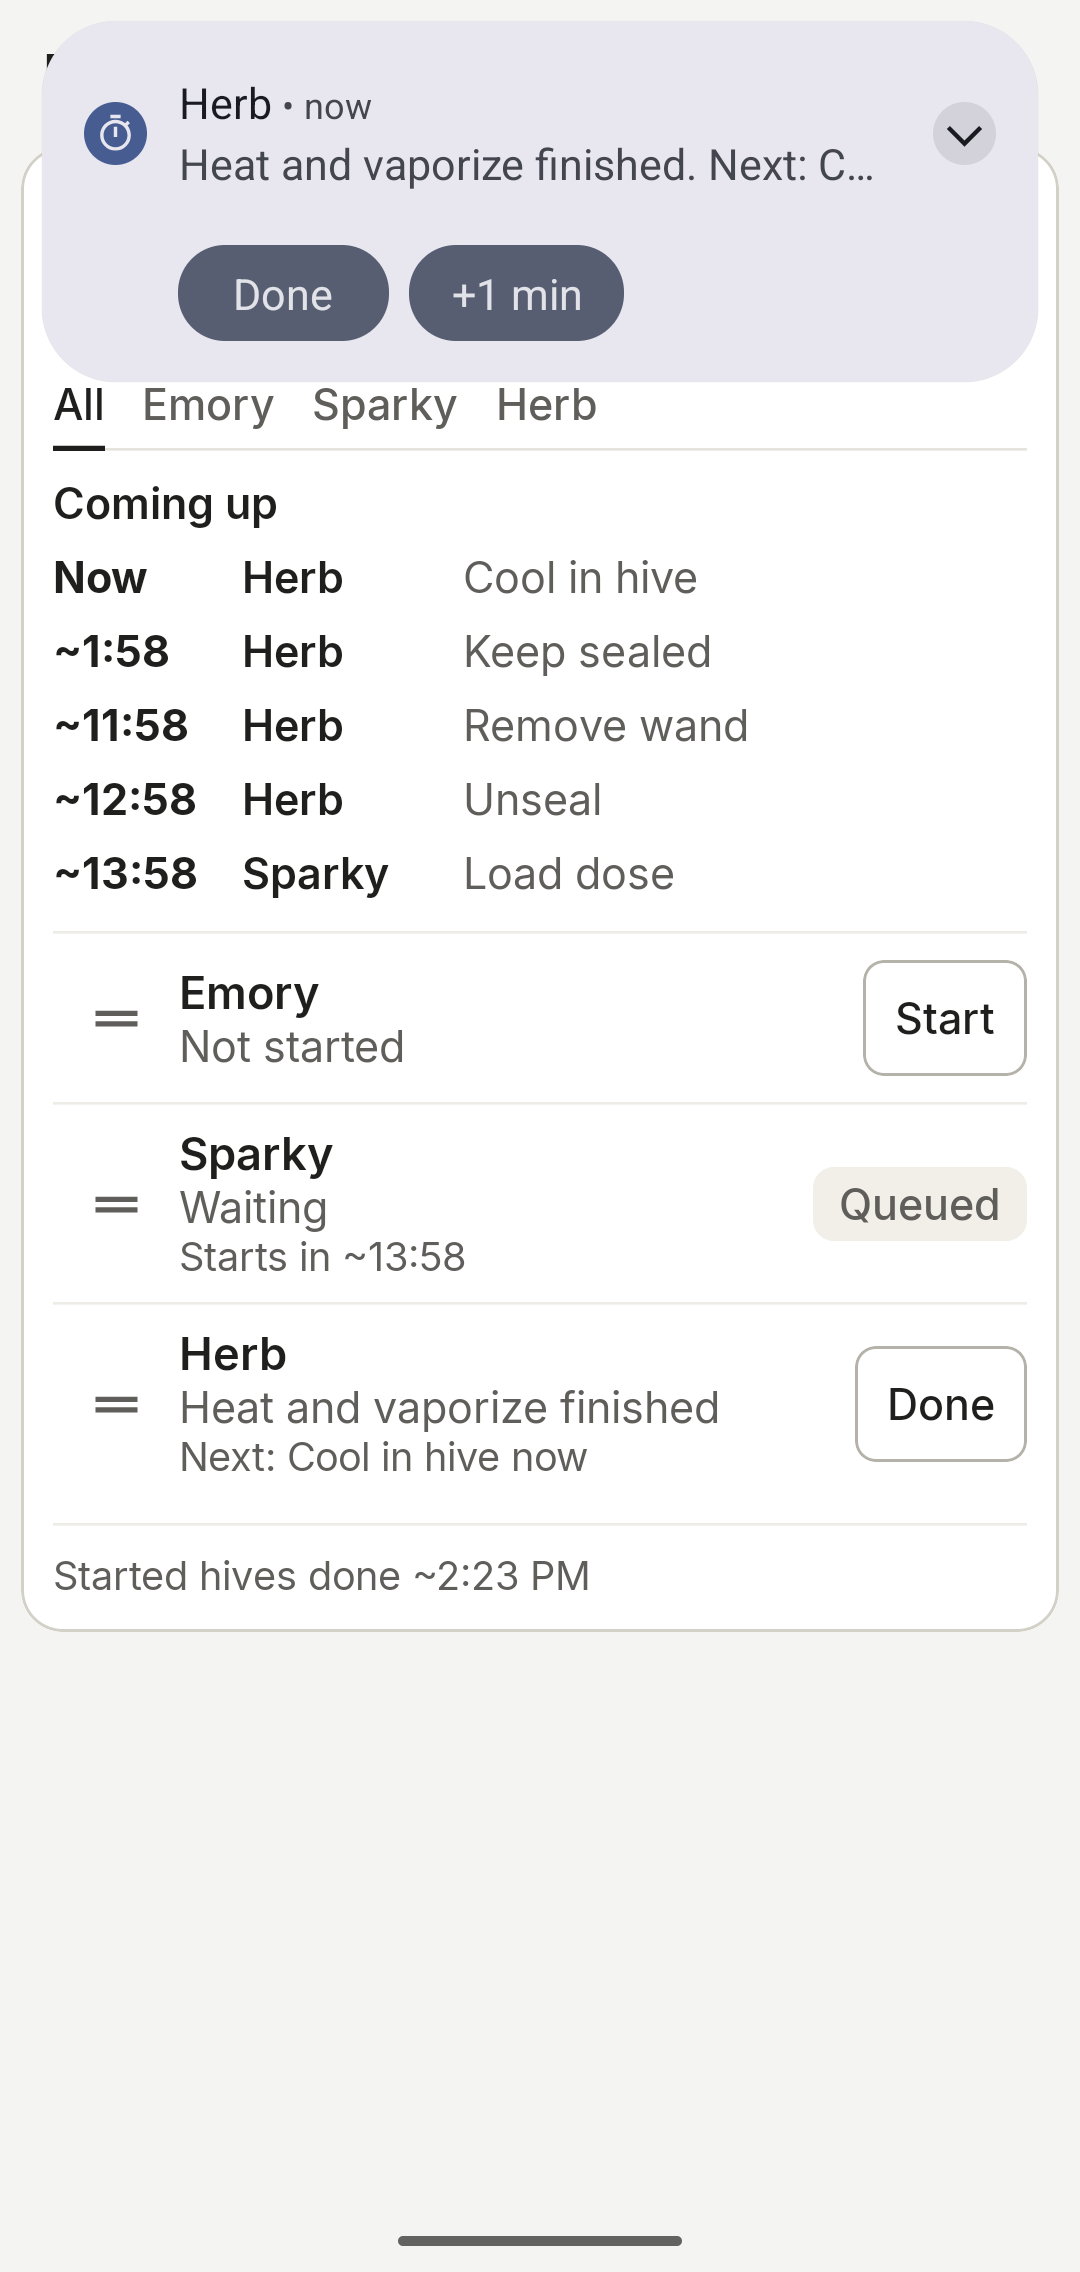 Herb • now
Heat and vaporize finished. Next: C...
Done
+1 min
All Emory Sparky Herb
Coming up
Now Herb Cool in hive
~1:58 Herb Keep sealed
~11:58 Herb Remove wand
~12:58 Herb Unseal
~13:58 Sparky Load dose
Emory
Not started
Start
Sparky
Waiting
Starts in ~13:58
Queued
Herb
Heat and vaporize finished
Next: Cool in hive now
Done
Started hives done ~2:23 PM